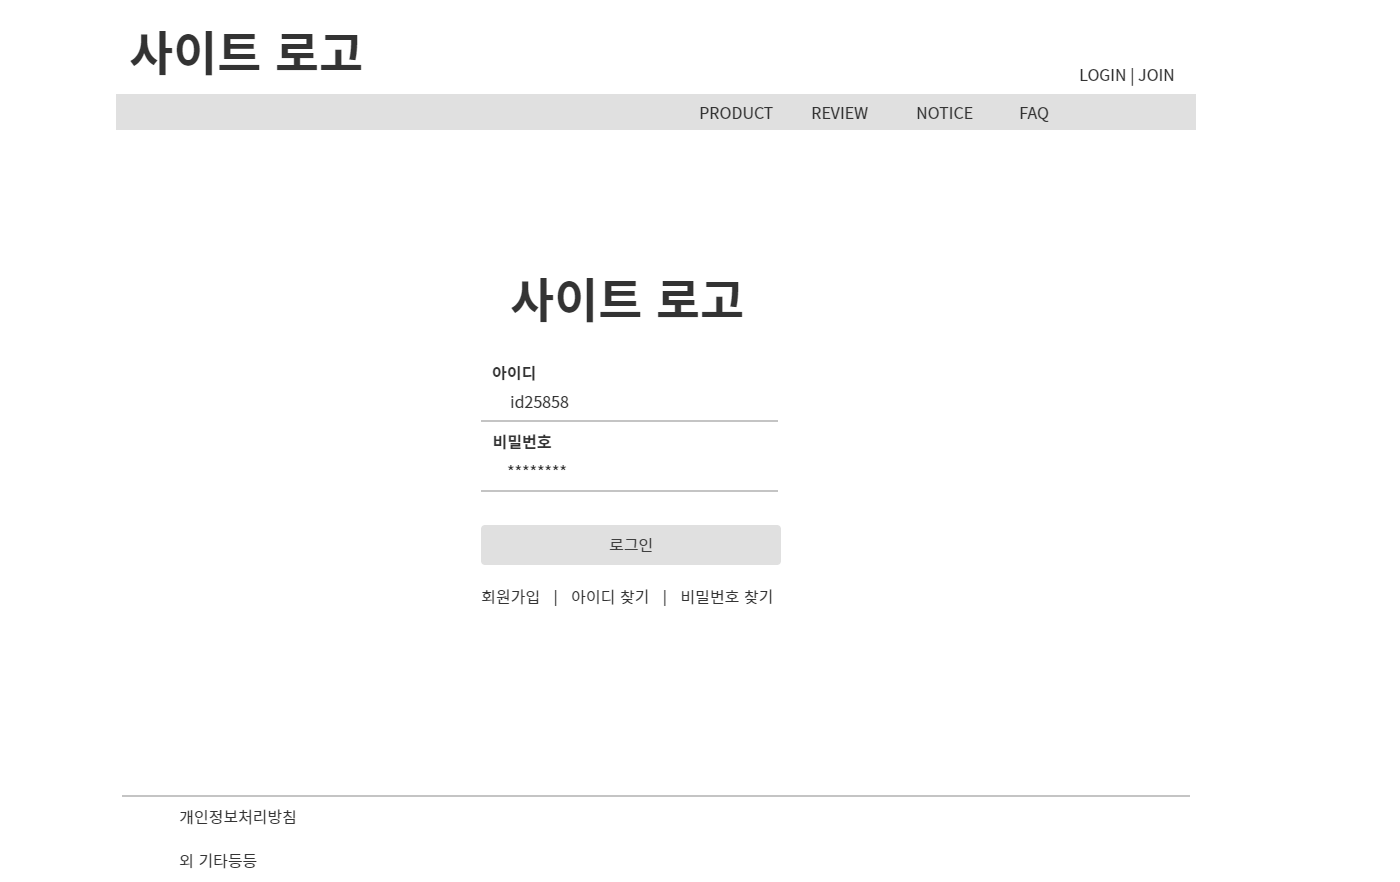 사이트 로고
LOGIN | JOIN
PRODUCT REVIEW NOTICE FAQ
사이트 로고
아이디
id25858
비밀번호
********
로그인
회원가입 | 아이디 찾기 | 비밀번호 찾기
개인정보처리방침
외 기타등등